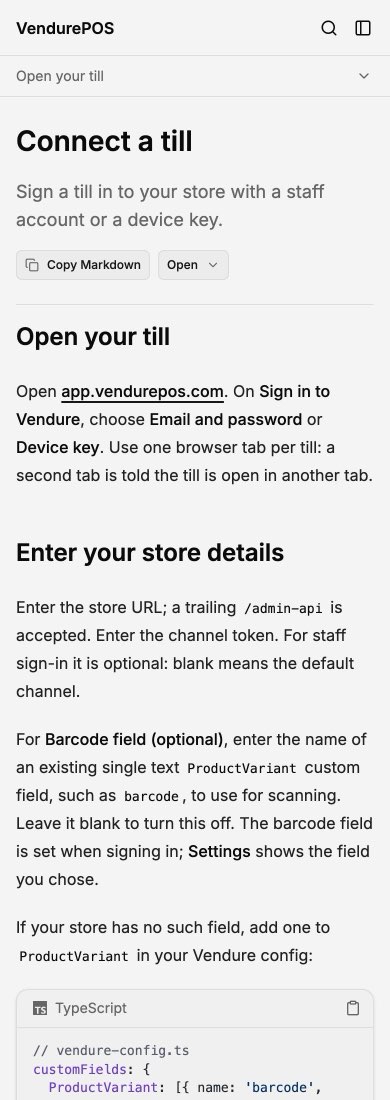 VendurePOS
Open your till
Connect a till
Sign a till in to your store with a staff
account or a device key.
Copy Markdown
Open
Open your till
Open app.vendurepos.com. On Sign in to
Vendure, choose Email and password or
Device key. Use one browser tab per till: a
second tab is told the till is open in another tab.
Enter your store details
Enter the store URL; a trailing /admin-api is
accepted. Enter the channel token. For staff
sign-in it is optional: blank means the default
channel.
For Barcode field (optional), enter the name of
an existing single text ProductVariant custom
field, such as barcode, to use for scanning.
Leave it blank to turn this off. The barcode field
is set when signing in; Settings shows the field
you chose.
If your store has no such field, add one to
ProductVariant in your Vendure config:
TS TypeScript
// vendure-config.ts
customFields: {
ProductVariant: [{ name: 'barcode',